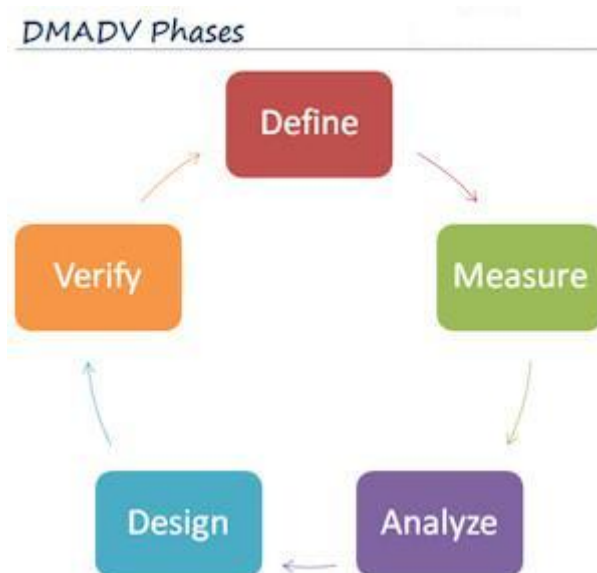 DMADV Phases
Define
Measure
Analyze
Design
Verify